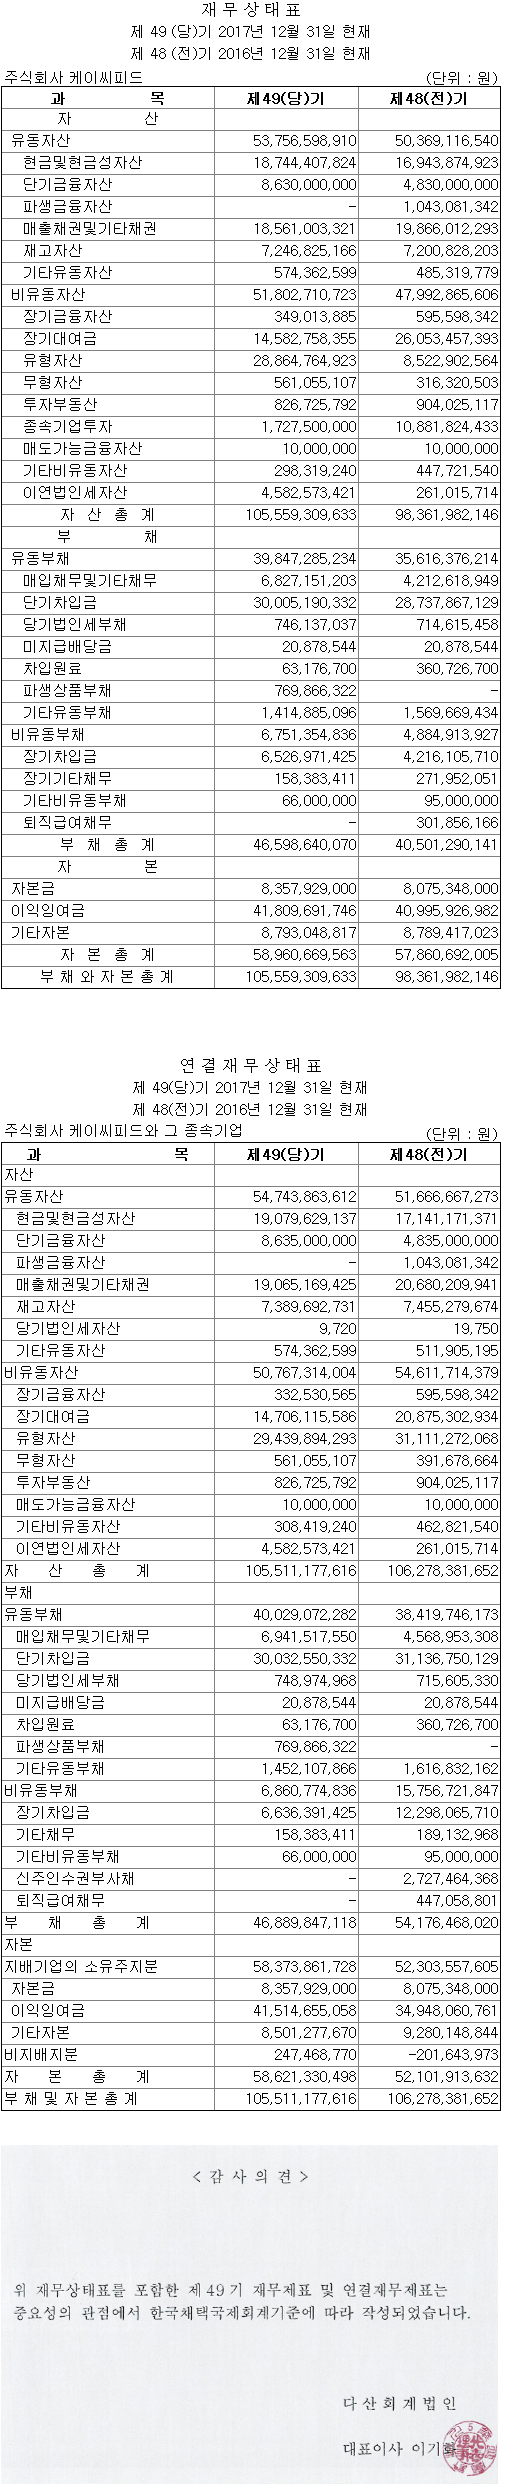 재 무 상 태 표
제 49 (당)기 2017년 12월 31일 현재
제 48 (전)기 2016년 12월 31일 현재
주식회사 케이씨피드 (단위 : 원)
과 목 제49(당)기 제48(전)기
자 산
유동자산 53,756,598,910 50,369,116,540
현금및현금성자산 18,744,407,824 16,943,874,923
단기금융자산 8,630,000,000 4,830,000,000
파생금융자산 - 1,043,081,342
매출채권및기타채권 18,561,003,321 19,866,012,293
재고자산 7,246,825,166 7,200,828,203
기타유동자산 574,362,599 485,319,779
비유동자산 51,802,710,723 47,992,865,606
장기금융자산 349,013,885 595,598,342
장기대여금 14,582,758,355 26,053,457,393
유형자산 28,864,764,923 8,522,902,564
무형자산 561,055,107 316,320,503
투자부동산 826,725,792 904,025,117
종속기업투자 1,727,500,000 10,881,824,433
매도가능금융자산 10,000,000 10,000,000
기타비유동자산 298,319,240 447,721,540
이연법인세자산 4,582,573,421 261,015,714
자 산 총 계 105,559,309,633 98,361,982,146
부 채
유동부채 39,847,285,234 35,616,376,214
매입채무및기타채무 6,827,151,203 4,212,618,949
단기차입금 30,005,190,332 28,737,867,129
당기법인세부채 746,137,037 714,615,458
미지급배당금 20,878,544 20,878,544
차입원료 63,176,700 360,726,700
파생상품부채 769,866,322 -
기타유동부채 1,414,885,096 1,569,669,434
비유동부채 6,751,354,836 4,884,913,927
장기차입금 6,526,971,425 4,216,105,710
장기기타채무 158,383,411 271,952,051
기타비유동부채 66,000,000 95,000,000
퇴직급여채무 - 301,856,166
부 채 총 계 46,598,640,070 40,501,290,141
자 본
자본금 8,357,929,000 8,075,348,000
이익잉여금 41,809,691,746 40,995,926,982
기타자본 8,793,048,817 8,789,417,023
자 본 총 계 58,960,669,563 57,860,692,005
부 채 와 자 본 총 계 105,559,309,633 98,361,982,146
연 결 재 무 상 태 표
제 49(당)기 2017년 12월 31일 현재
제 48(전)기 2016년 12월 31일 현재
주식회사 케이씨피드와 그 종속기업 (단위 : 원)
과 목 제49(당)기 제48(전)기
자산
유동자산 54,743,863,612 51,666,667,273
현금및현금성자산 19,079,629,137 17,141,171,371
단기금융자산 8,635,000,000 4,835,000,000
파생금융자산 - 1,043,081,342
매출채권및기타채권 19,065,169,425 20,680,209,941
재고자산 7,389,692,731 7,455,279,674
당기법인세자산 9,720 19,750
기타유동자산 574,362,599 511,905,195
비유동자산 50,767,314,004 54,611,714,379
장기금융자산 332,530,565 595,598,342
장기대여금 14,706,115,586 20,875,302,934
유형자산 29,439,894,293 31,111,272,068
무형자산 561,055,107 391,678,664
투자부동산 826,725,792 904,025,117
매도가능금융자산 10,000,000 10,000,000
기타비유동자산 308,419,240 462,821,540
이연법인세자산 4,582,573,421 261,015,714
자 산 총 계 105,511,177,616 106,278,381,652
부채
유동부채 40,029,072,282 38,419,746,173
매입채무및기타채무 6,941,517,550 4,568,953,308
단기차입금 30,032,550,332 31,136,750,129
당기법인세부채 748,974,968 715,605,330
미지급배당금 20,878,544 20,878,544
차입원료 63,176,700 360,726,700
파생상품부채 769,866,322 -
기타유동부채 1,452,107,866 1,616,832,162
비유동부채 6,860,774,836 15,756,721,847
장기차입금 6,636,391,425 12,298,065,710
기타채무 158,383,411 189,132,968
기타비유동부채 66,000,000 95,000,000
신주인수권부사채 - 2,727,464,368
퇴직급여채무 - 447,058,801
부 채 총 계 46,889,847,118 54,176,468,020
자본
지배기업의 소유주지분 58,373,861,728 52,303,557,605
자본금 8,357,929,000 8,075,348,000
이익잉여금 41,514,655,058 34,948,060,761
기타자본 8,501,277,670 9,280,148,844
비지배지분 247,468,770 -201,643,973
자 본 총 계 58,621,330,498 52,101,913,632
부 채 및 자 본 총 계 105,511,177,616 106,278,381,652
< 감 사 의 견 >
위 재무상태표를 포함한 제49기 재무제표 및 연결재무제표는
중요성의 관점에서 한국채택국제회계기준에 따라 작성되었습니다.
다 산 회 계 법 인
대표이사 이기화